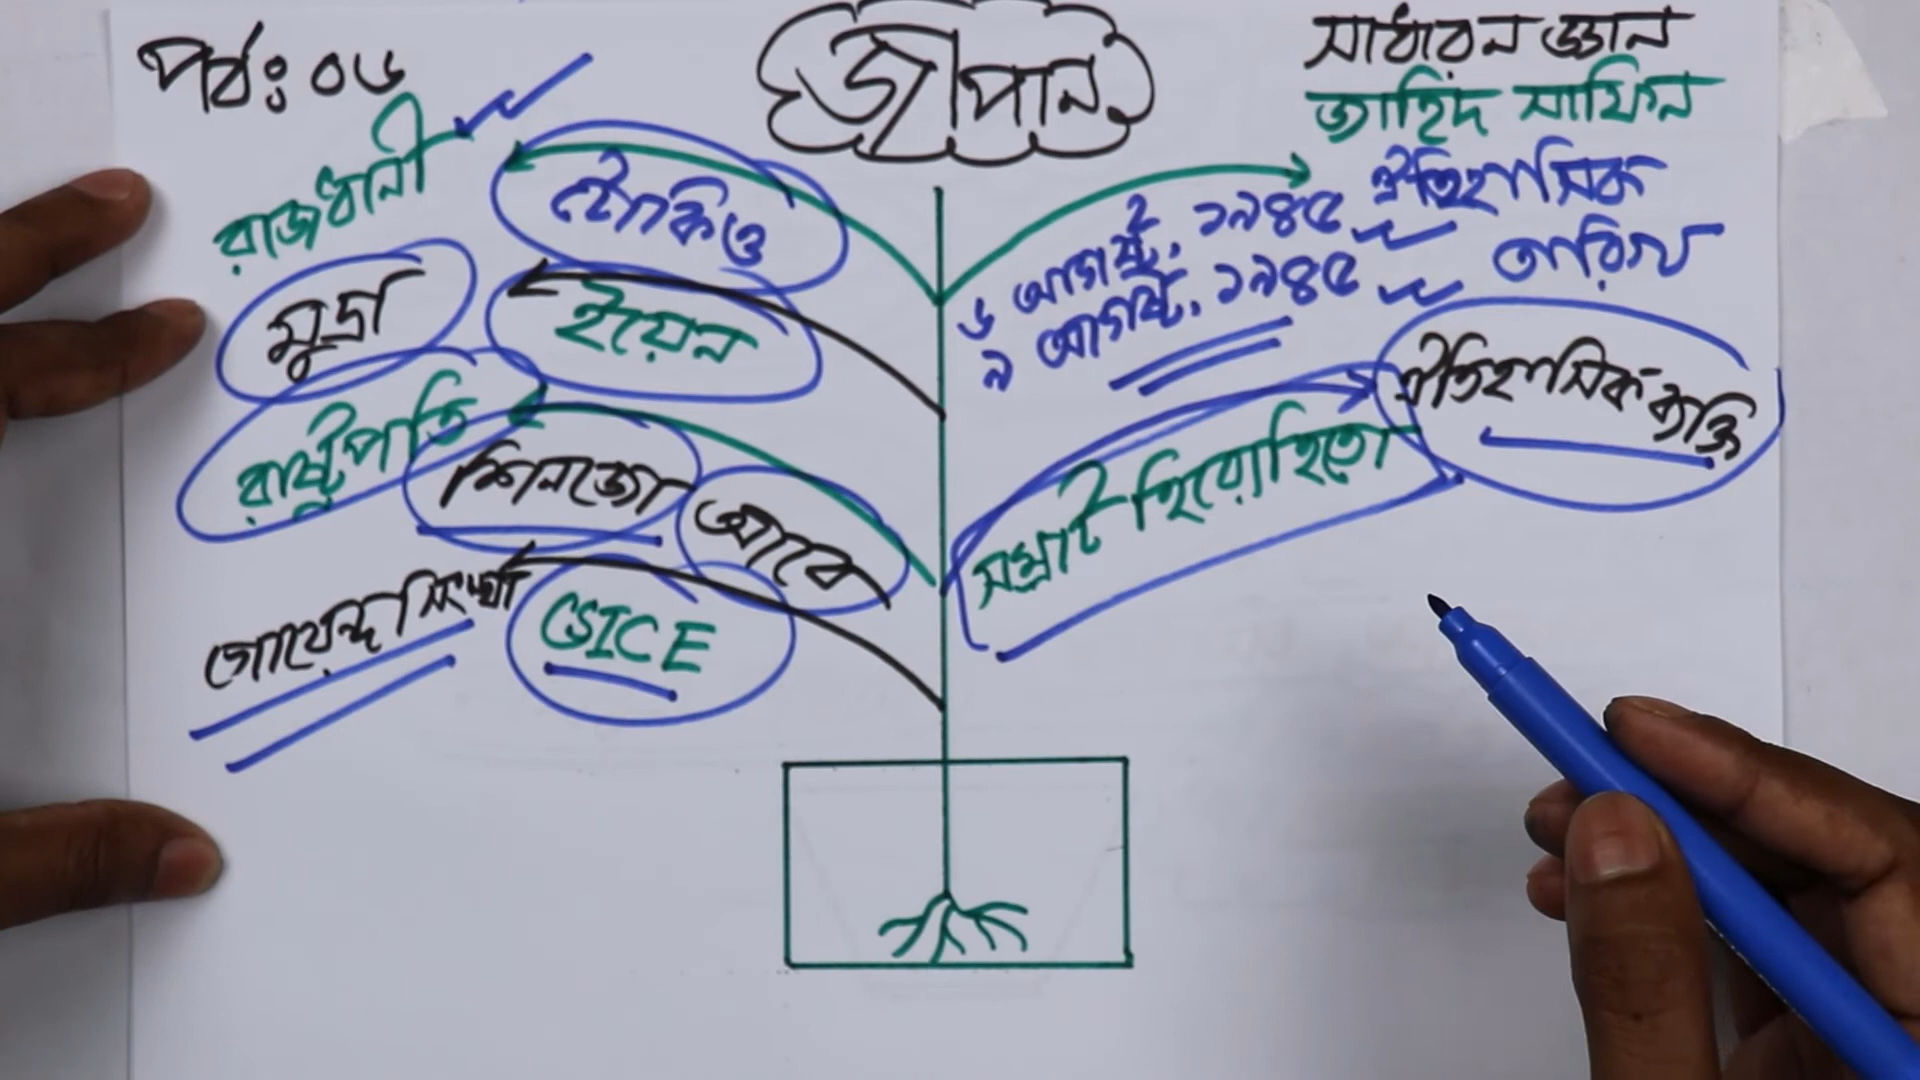 পর্ব: ০৬
জাপান
সাধারন জ্ঞান
জাহিদ সাফিন
রাজধানী
টোকিও
মুদ্রা
ইয়েন
রাষ্ট্রপতি
শিনজো আবে
গোয়েন্দা সংস্থা
CSICE
ঐতিহাসিক
তারিখ
৬ আগষ্ট, ১৯৪৫
৯ আগষ্ট, ১৯৪৫
ঐতিহাসিক ব্যক্তি
সম্রাট হিরোহিতো